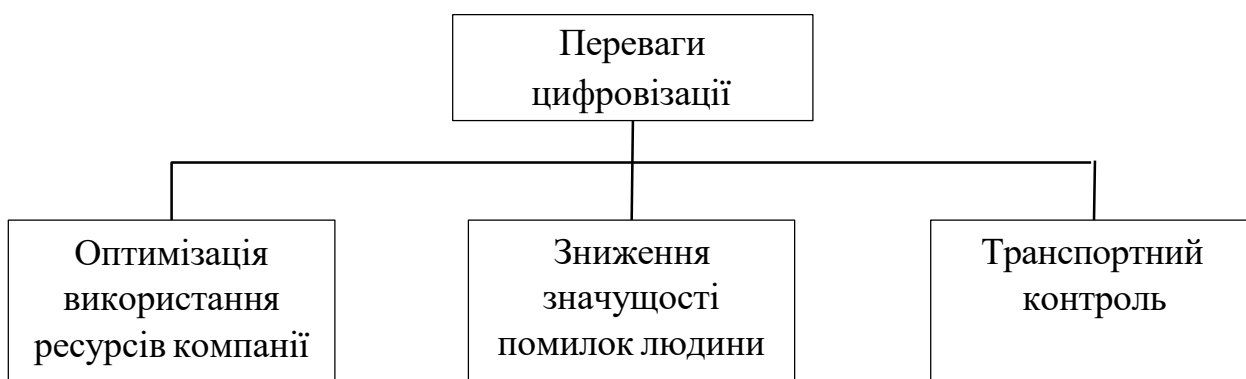 Переваги
цифровізації
Оптимізація
використання
ресурсів компанії
Зниження
значущості
помилок людини
Транспортний
контроль